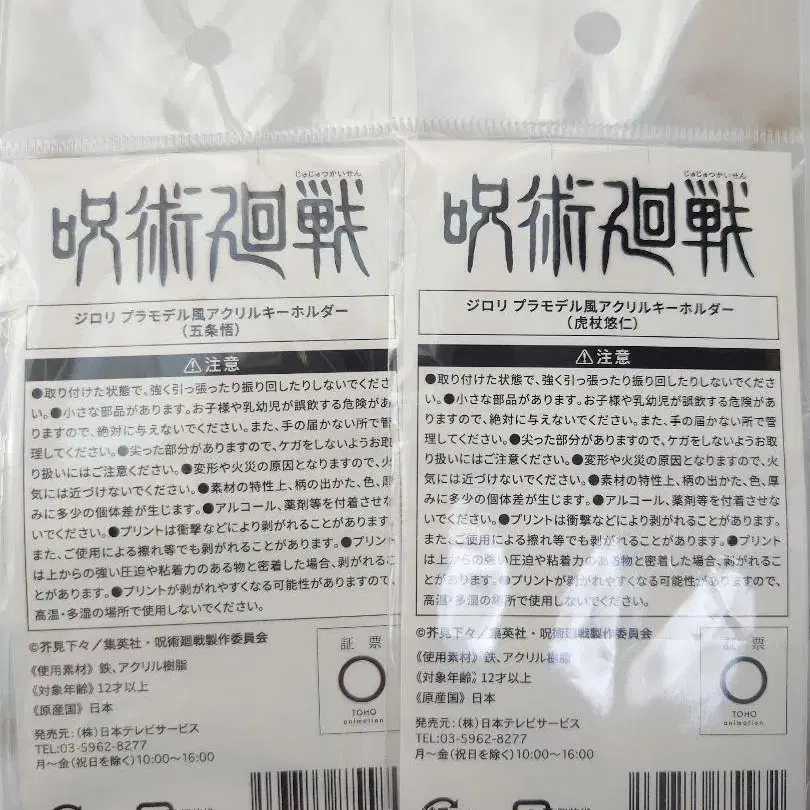 じゅじゅつかいせん
呪術廻戦
ジロリ プラモデル風アクリルキーホルダー
（五条悟）
⚠注意
●取り付けた状態で、強く引っ張ったり振り回したりしないでくださ
い。●小さな部品があります。お子様や乳幼児が誤飲する危険があ
りますので、絶対に与えないでください。また、手の届かない所で管
理してください。●尖った部分がありますので、ケガをしないようお取
り扱いにはご注意ください。●変形や火災の原因となりますので、火
気には近づけないでください。●素材の特性上、柄の出かた、色、厚
みに多少の個体差が生じます。●アルコール、薬剤等を付着させな
いでください。●プリントは衝撃などにより剥がれることがあります。
また、ご使用による擦れ等でも剥がれることがあります。●プリント
は上からの強い圧迫や粘着力のある物と密着した場合、剥がれるこ
とがあります。●プリントが剥がれやすくなる可能性がありますので、
高温・多湿の場所で使用しないでください。
©芥見下々／集英社・呪術廻戦製作委員会
《使用素材》鉄、アクリル樹脂
《対象年齢》12才以上
《原産国》日本
発売元：（株）日本テレビサービス
TEL:03-5962-8277
月～金（祝日を除く）10:00～16:00
証 票
TOHO
animation
じゅじゅつかいせん
呪術廻戦
ジロリ プラモデル風アクリルキーホルダー
（虎杖悠仁）
⚠注意
●取り付けた状態で、強く引っ張ったり振り回したりしないでくださ
い。●小さな部品があります。お子様や乳幼児が誤飲する危険があ
りますので、絶対に与えないでください。また、手の届かない所で管
理してください。●尖った部分がありますので、ケガをしないようお取
り扱いにはご注意ください。●変形や火災の原因となりますので、火
気には近づけないでください。●素材の特性上、柄の出かた、色、厚
みに多少の個体差が生じます。●アルコール、薬剤等を付着させな
いでください。●プリントは衝撃などにより剥がれることがあります。
また、ご使用による擦れ等でも剥がれることがあります。●プリント
は上からの強い圧迫や粘着力のある物と密着した場合、剥がれるこ
とがあります。●プリントが剥がれやすくなる可能性がありますので、
高温・多湿の場所で使用しないでください。
©芥見下々／集英社・呪術廻戦製作委員会
《使用素材》鉄、アクリル樹脂
《対象年齢》12才以上
《原産国》日本
発売元：（株）日本テレビサービス
TEL:03-5962-8277
月～金（祝日を除く）10:00～16:00
証 票
TOHO
animation